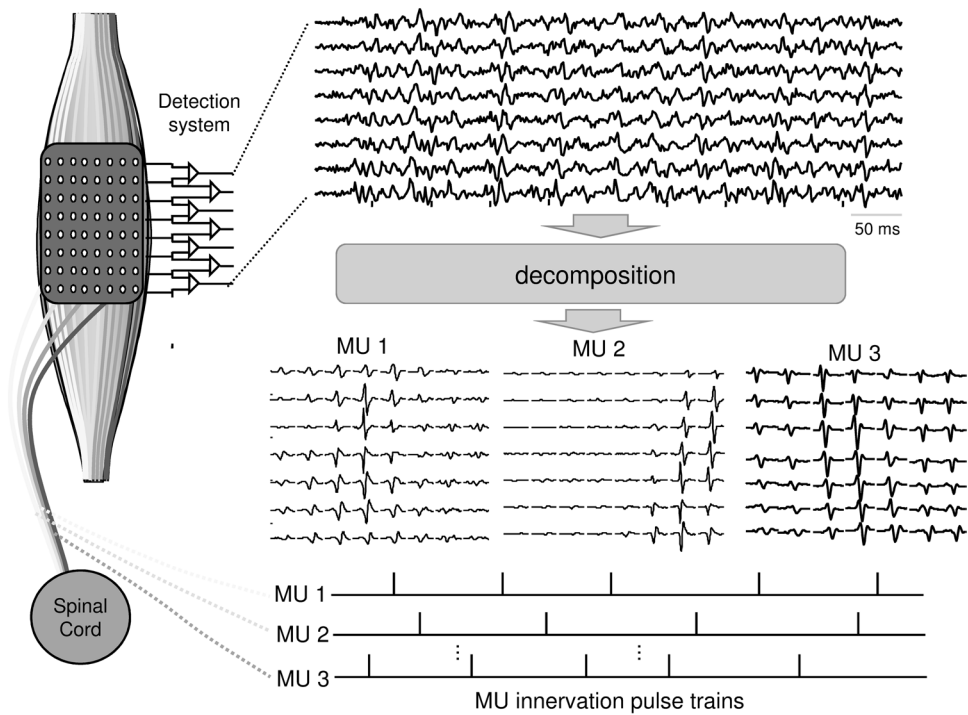 Detection
system
50 ms
decomposition
MU 1
MU 2
MU 3
Spinal
Cord
MU 1
MU 2
MU 3
MU innervation pulse trains